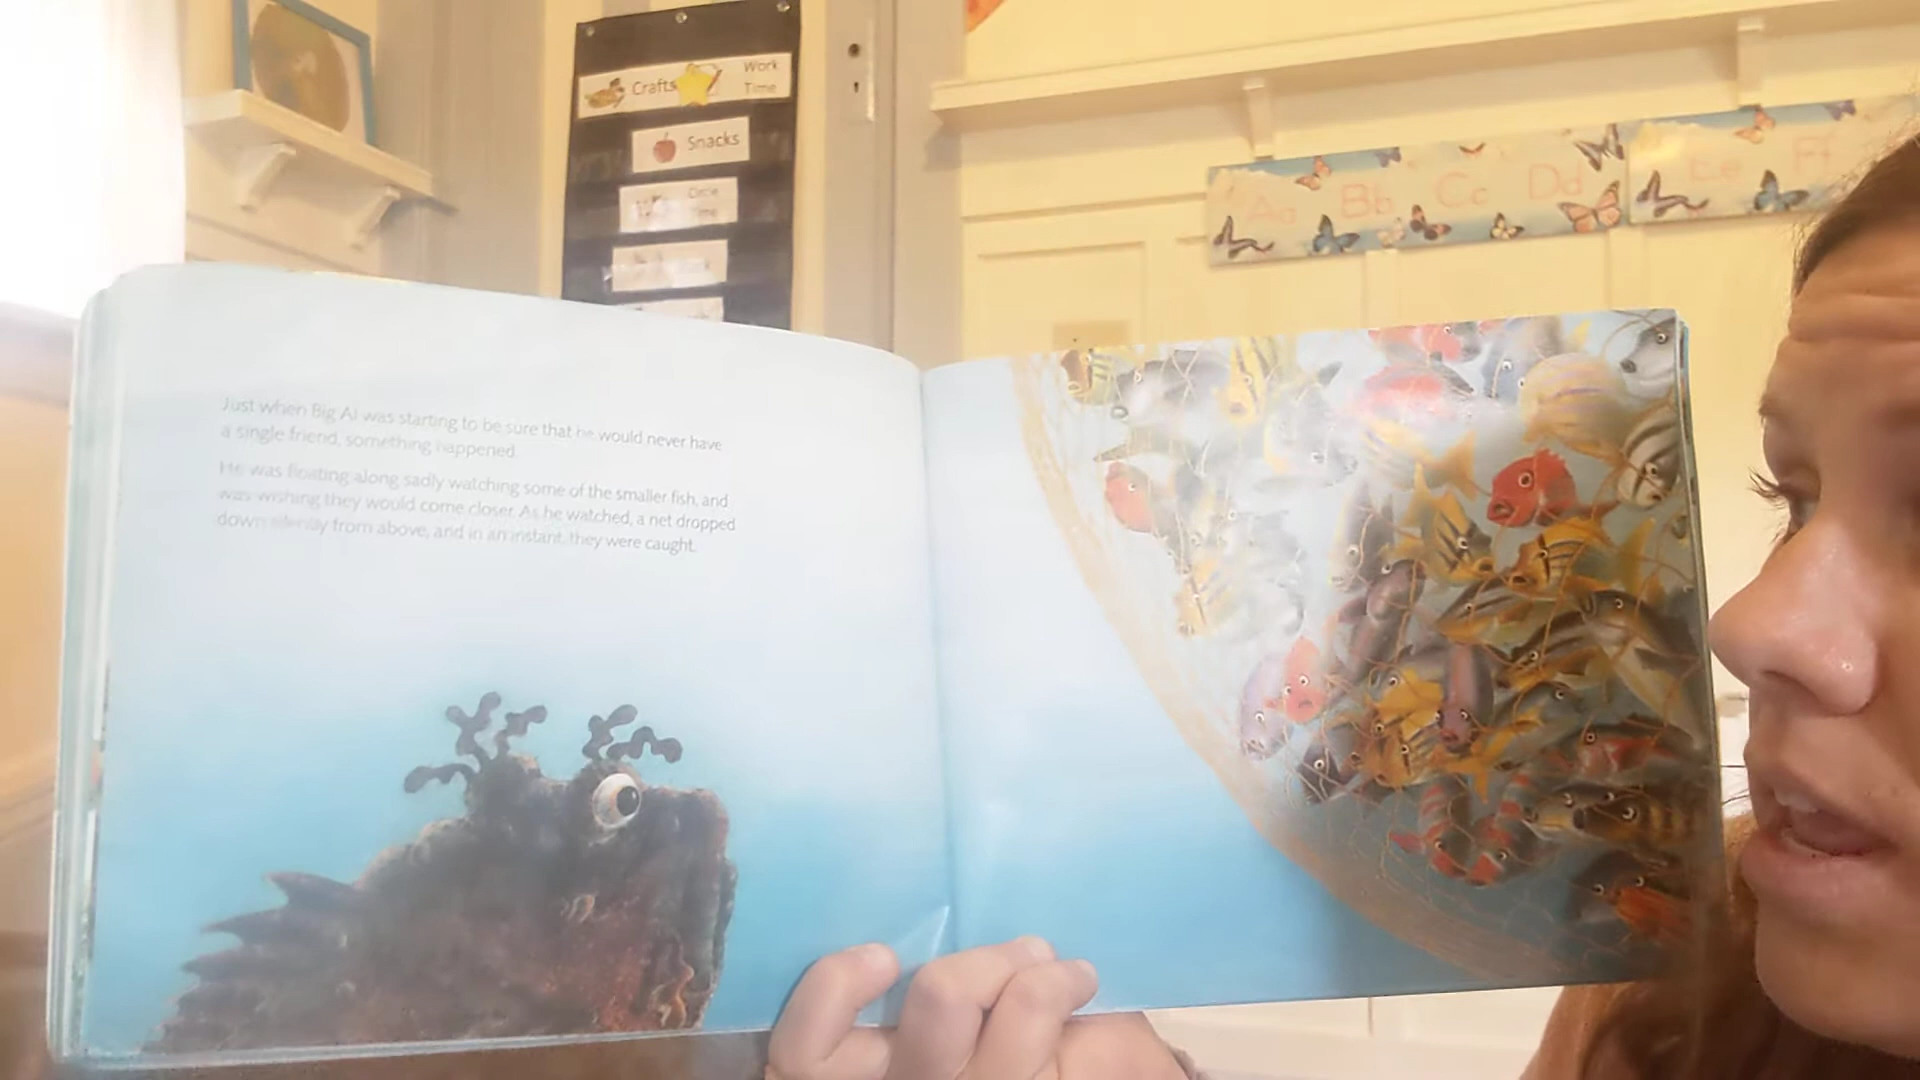 Crafts
Work
Time
Snacks
Circle
Time
Aa Bb Cc Dd Ee Ff
Just when Big Al was starting to be sure that he would never have
a single friend, something happened.
He was floating along sadly watching some of the smaller fish, and
was wishing they would come closer. As he watched, a net dropped
down silently from above, and in an instant, they were caught.